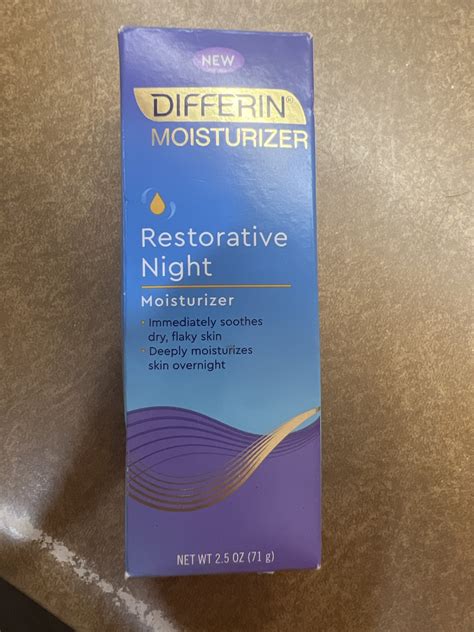 NEW
DIFFERIN®
MOISTURIZER
Restorative
Night
Moisturizer
• Immediately soothes
dry, flaky skin
• Deeply moisturizes
skin overnight
NET WT 2.5 OZ (71 g)